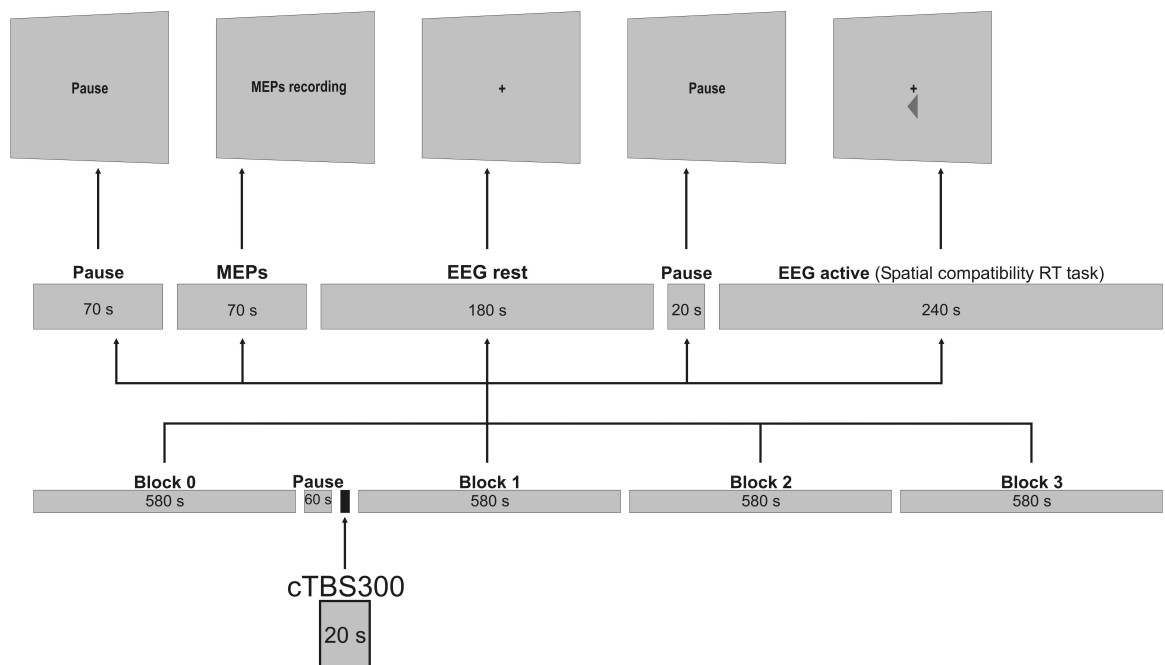 Pause
MEPs recording
+
Pause
+
Pause
MEPs
EEG rest
Pause
EEG active (Spatial compatibility RT task)
70 s
70 s
180 s
20 s
240 s
Block 0
Pause
Block 1
Block 2
Block 3
580 s
60 s
580 s
580 s
580 s
cTBS300
20 s